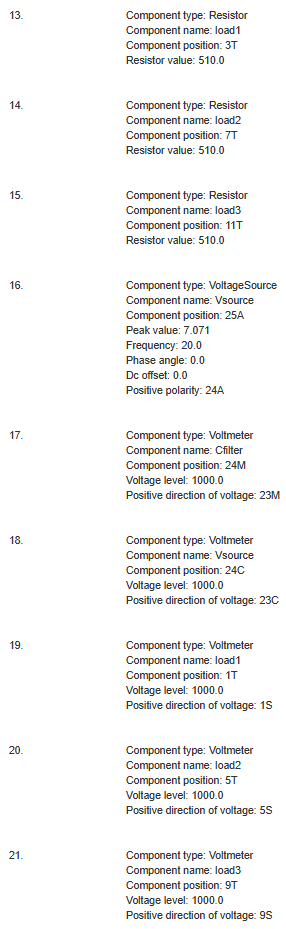 13. Component type: Resistor
Component name: load1
Component position: 3T
Resistor value: 510.0
14. Component type: Resistor
Component name: load2
Component position: 7T
Resistor value: 510.0
15. Component type: Resistor
Component name: load3
Component position: 11T
Resistor value: 510.0
16. Component type: VoltageSource
Component name: Vsource
Component position: 25A
Peak value: 7.071
Frequency: 20.0
Phase angle: 0.0
Dc offset: 0.0
Positive polarity: 24A
17. Component type: Voltmeter
Component name: Cfilter
Component position: 24M
Voltage level: 1000.0
Positive direction of voltage: 23M
18. Component type: Voltmeter
Component name: Vsource
Component position: 24C
Voltage level: 1000.0
Positive direction of voltage: 23C
19. Component type: Voltmeter
Component name: load1
Component position: 1T
Voltage level: 1000.0
Positive direction of voltage: 1S
20. Component type: Voltmeter
Component name: load2
Component position: 5T
Voltage level: 1000.0
Positive direction of voltage: 5S
21. Component type: Voltmeter
Component name: load3
Component position: 9T
Voltage level: 1000.0
Positive direction of voltage: 9S